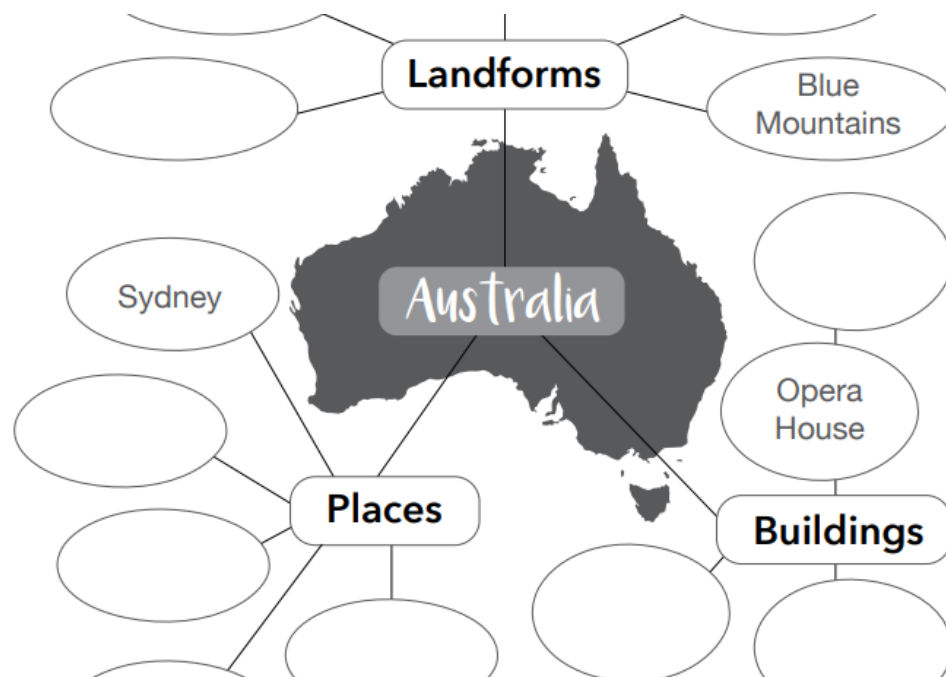 Landforms
Blue
Mountains
Sydney
Australia
Opera
House
Places
Buildings